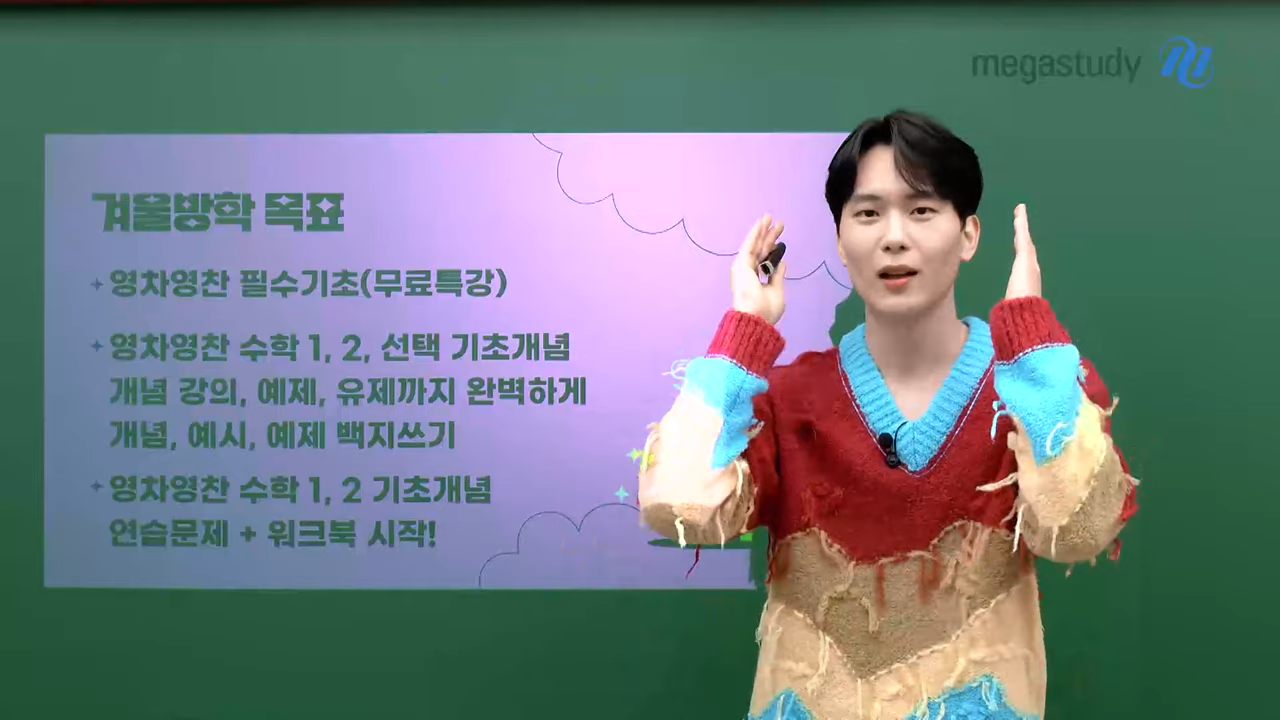 megastudy
겨울방학 목표
영차영찬 필수기초(무료특강)
영차영찬 수학 1, 2, 선택 기초개념
개념 강의, 예제, 유제까지 완벽하게
개념, 예시, 예제 백지쓰기
영차영찬 수학 1, 2 기초개념
연습문제 + 워크북 시작!